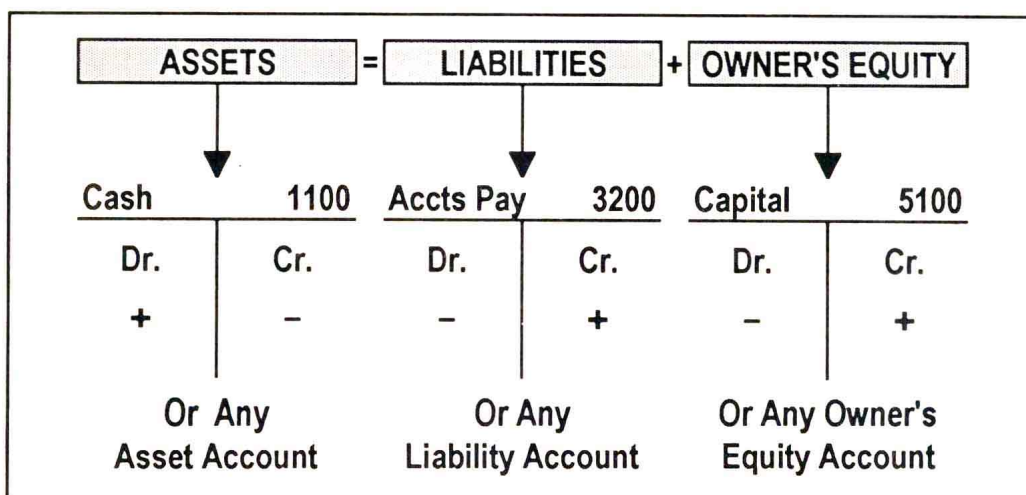 ASSETS = LIABILITIES + OWNER'S EQUITY
Cash 1100 Accts Pay 3200 Capital 5100
Dr. Cr. Dr. Cr. Dr. Cr.
+ − − + − +
Or Any Or Any Or Any Owner's
Asset Account Liability Account Equity Account